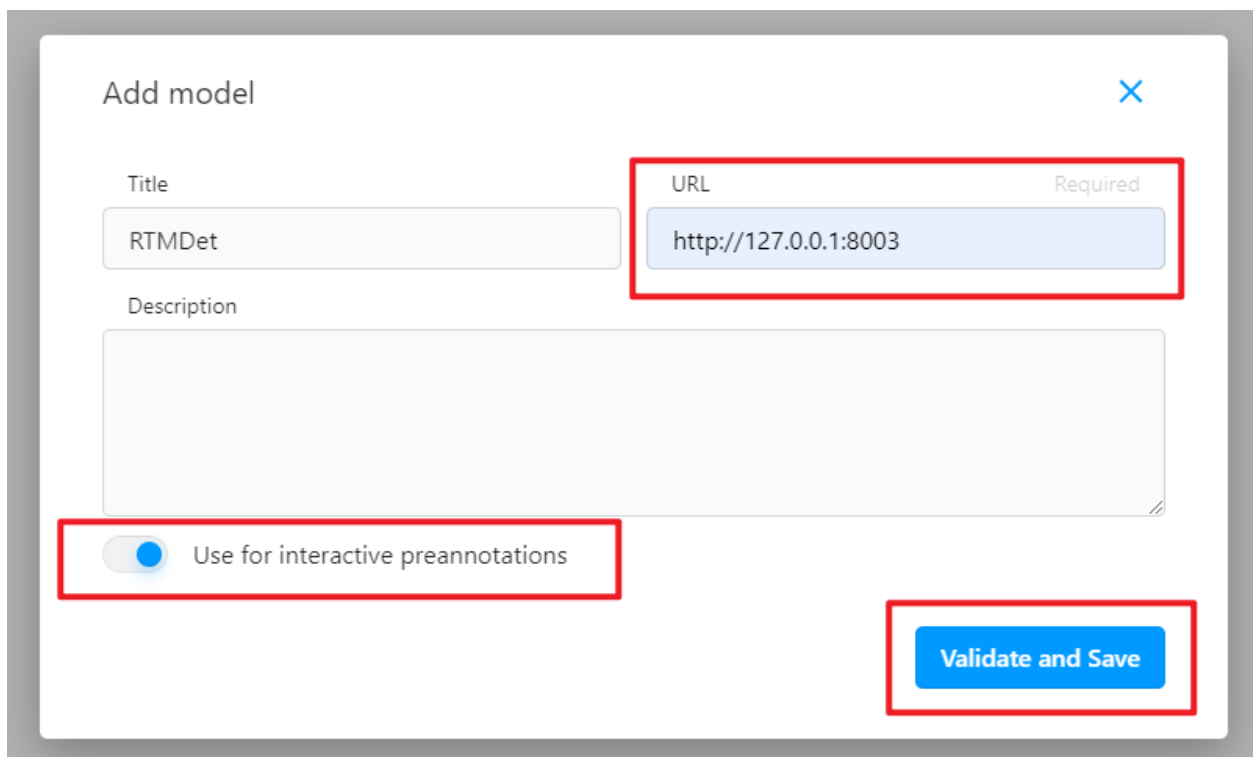 Add model
Title
URL Required
RTMDet
http://127.0.0.1:8003
Description
Use for interactive preannotations
Validate and Save